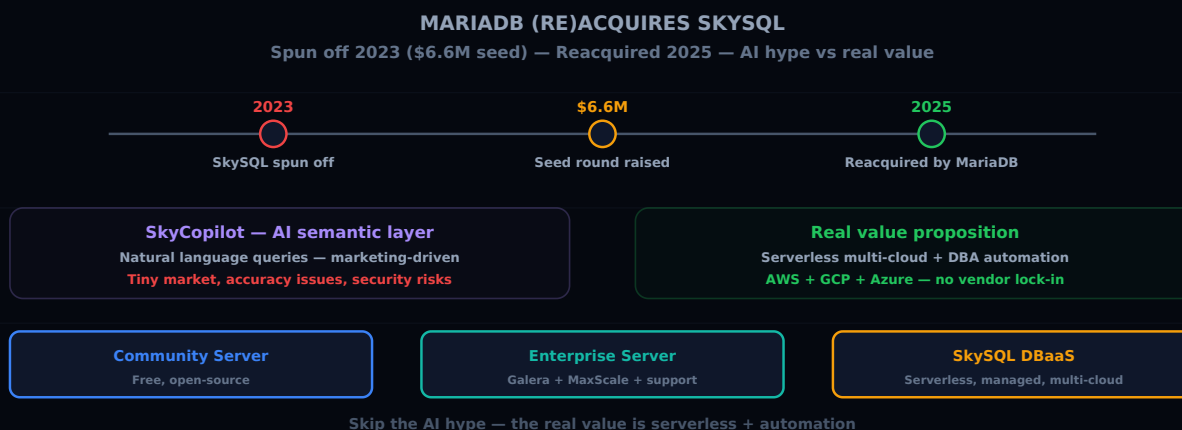 MARIADB (RE)ACQUIRES SKYSQL
Spun off 2023 ($6.6M seed) — Reacquired 2025 — AI hype vs real value
2023
$6.6M
2025
SkySQL spun off
Seed round raised
Reacquired by MariaDB
SkyCopilot — AI semantic layer
Natural language queries — marketing-driven
Tiny market, accuracy issues, security risks
Real value proposition
Serverless multi-cloud + DBA automation
AWS + GCP + Azure — no vendor lock-in
Community Server
Free, open-source
Enterprise Server
Galera + MaxScale + support
SkySQL DBaaS
Serverless, managed, multi-cloud
Skip the AI hype — the real value is serverless + automation